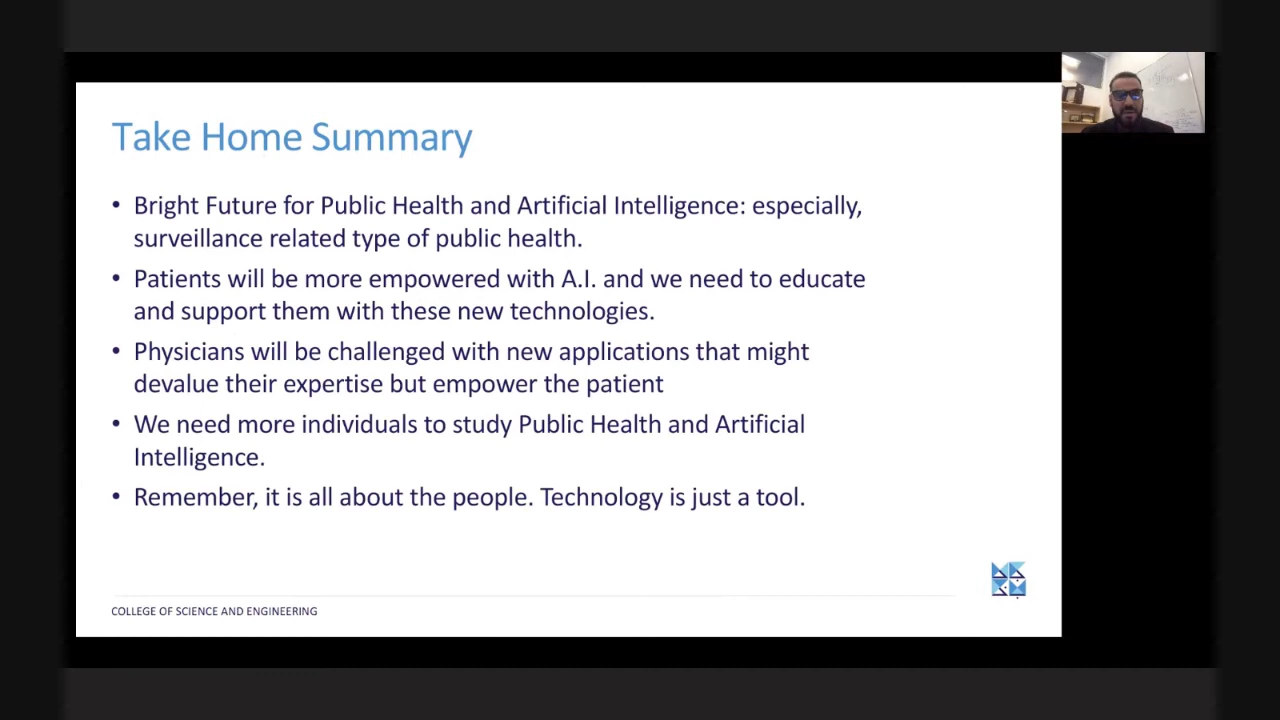 Take Home Summary
• Bright Future for Public Health and Artificial Intelligence: especially,
surveillance related type of public health.
• Patients will be more empowered with A.I. and we need to educate
and support them with these new technologies.
• Physicians will be challenged with new applications that might
devalue their expertise but empower the patient
• We need more individuals to study Public Health and Artificial
Intelligence.
• Remember, it is all about the people. Technology is just a tool.
COLLEGE OF SCIENCE AND ENGINEERING